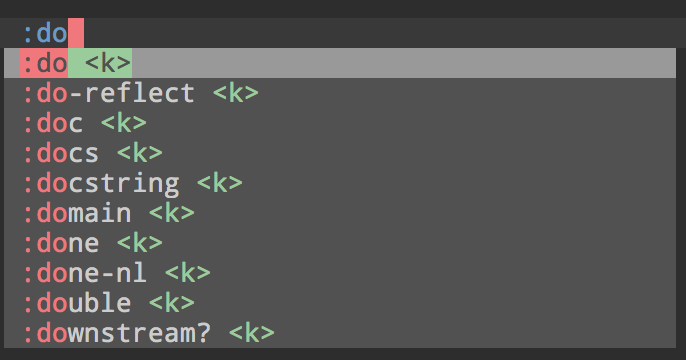 :do
:do <k>
:do-reflect <k>
:doc <k>
:docs <k>
:docstring <k>
:domain <k>
:done <k>
:done-nl <k>
:double <k>
:downstream? <k>